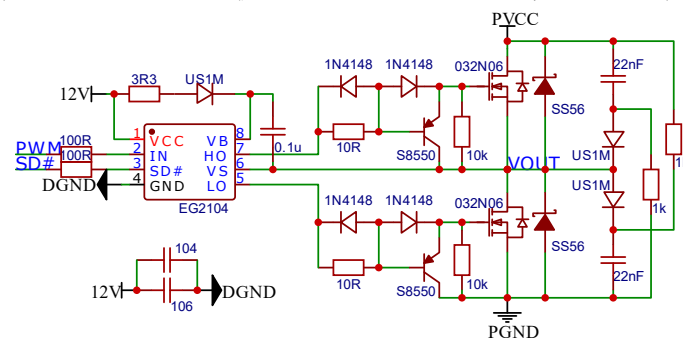 PVCC
1N4148 1N4148 032N06 22nF
3R3 US1M
12V
SS56
1 VCC VB 8
PWM 100R 2 IN HO 7
SD# 100R 3 SD# VS 6
DGND 4 GND LO 5
0.1u
10R
S8550
10k
VOUT
US1M
EG2104
1N4148 1N4148 032N06
US1M
1k
1
SS56
104
12V
DGND
106
10R
S8550
10k
22nF
PGND